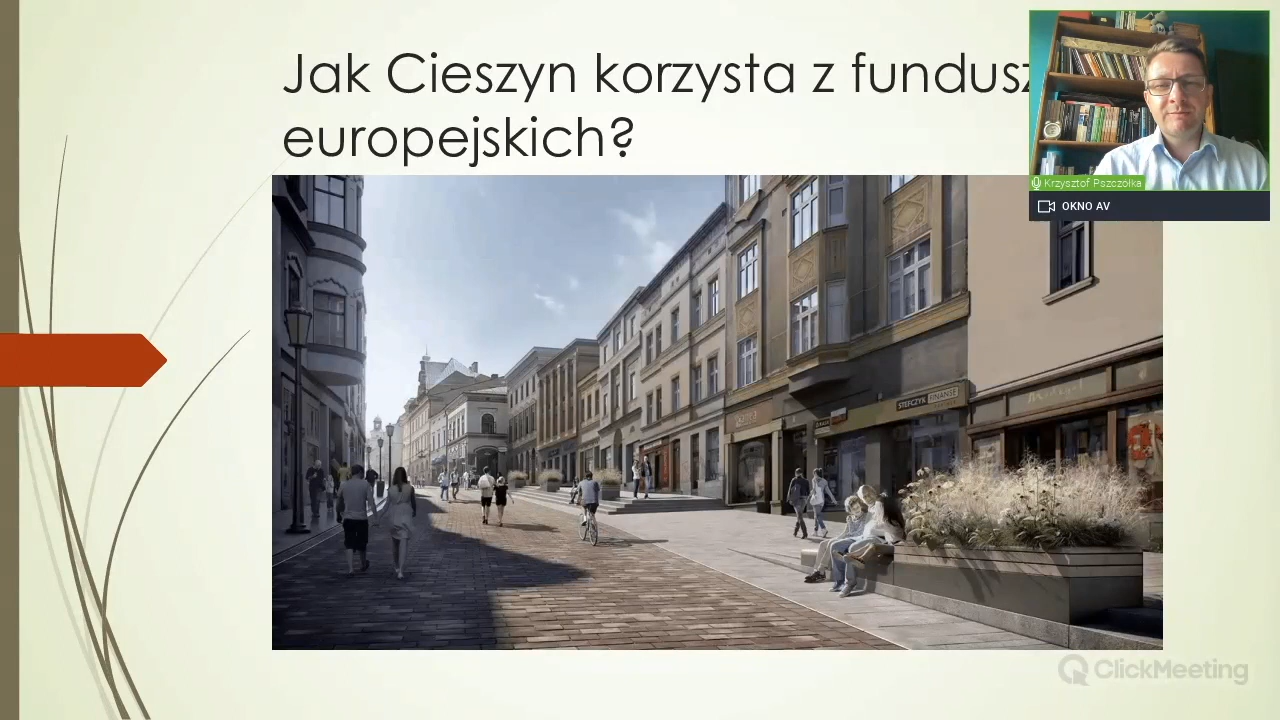 Jak Cieszyn korzysta z fundusz
europejskich?
Krzysztof Pszczółka
OKNO AV
STEFCZYK FINANSE
ClickMeeting